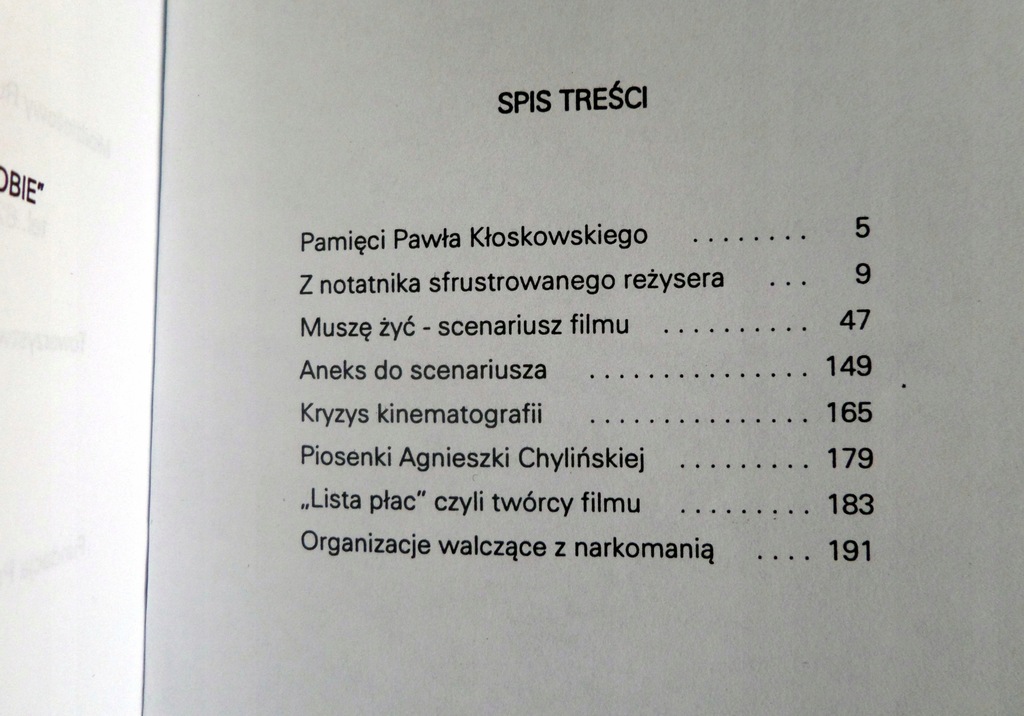 OBIE”
SPIS TREŚCI
Pamięci Pawła Kłoskowskiego ........ 5
Z notatnika sfrustrowanego reżysera ... 9
Muszę żyć - scenariusz filmu .......... 47
Aneks do scenariusza ............... 149
Kryzys kinematografii ............... 165
Piosenki Agnieszki Chylińskiej ......... 179
„Lista płac” czyli twórcy filmu ......... 183
Organizacje walczące z narkomanią .... 191